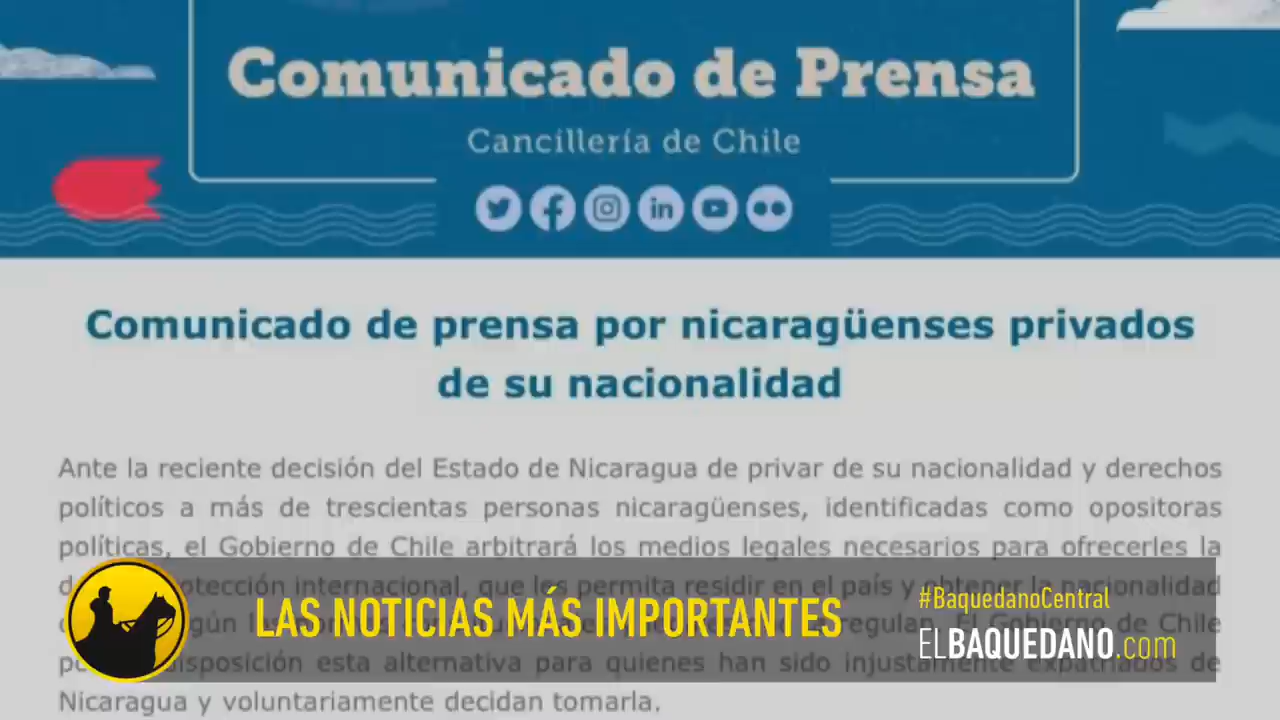 Comunicado de Prensa
Cancillería de Chile
Comunicado de prensa por nicaragüenses privados
de su nacionalidad
Ante la reciente decisión del Estado de Nicaragua de privar de su nacionalidad y derechos
políticos a más de trescientas personas nicaragüenses, identificadas como opositoras
políticas, el Gobierno de Chile arbitrará los medios legales necesarios para ofrecerles la
internacional, que les permita residir en el país y obtener la nacionalidad
regulan. El Gobierno de Chile
esta alternativa para quienes han sido injustamente expatriados de
Nicaragua y voluntariamente decidan tomarla.
LAS NOTICIAS MÁS IMPORTANTES
#BaquedanoCentral
ELBAQUEDANO.com